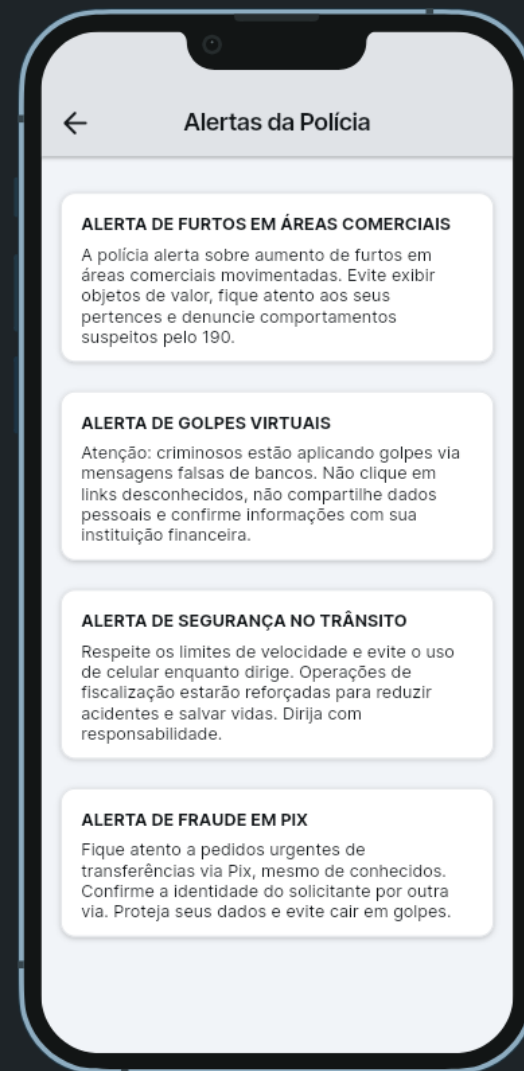 Alertas da Polícia
ALERTA DE FURTOS EM ÁREAS COMERCIAIS
A polícia alerta sobre aumento de furtos em
áreas comerciais movimentadas. Evite exibir
objetos de valor, fique atento aos seus
pertences e denuncie comportamentos
suspeitos pelo 190.
ALERTA DE GOLPES VIRTUAIS
Atenção: criminosos estão aplicando golpes via
mensagens falsas de bancos. Não clique em
links desconhecidos, não compartilhe dados
pessoais e confirme informações com sua
instituição financeira.
ALERTA DE SEGURANÇA NO TRÂNSITO
Respeite os limites de velocidade e evite o uso
de celular enquanto dirige. Operações de
fiscalização estarão reforçadas para reduzir
acidentes e salvar vidas. Dirija com
responsabilidade.
ALERTA DE FRAUDE EM PIX
Fique atento a pedidos urgentes de
transferências via Pix, mesmo de conhecidos.
Confirme a identidade do solicitante por outra
via. Proteja seus dados e evite cair em golpes.